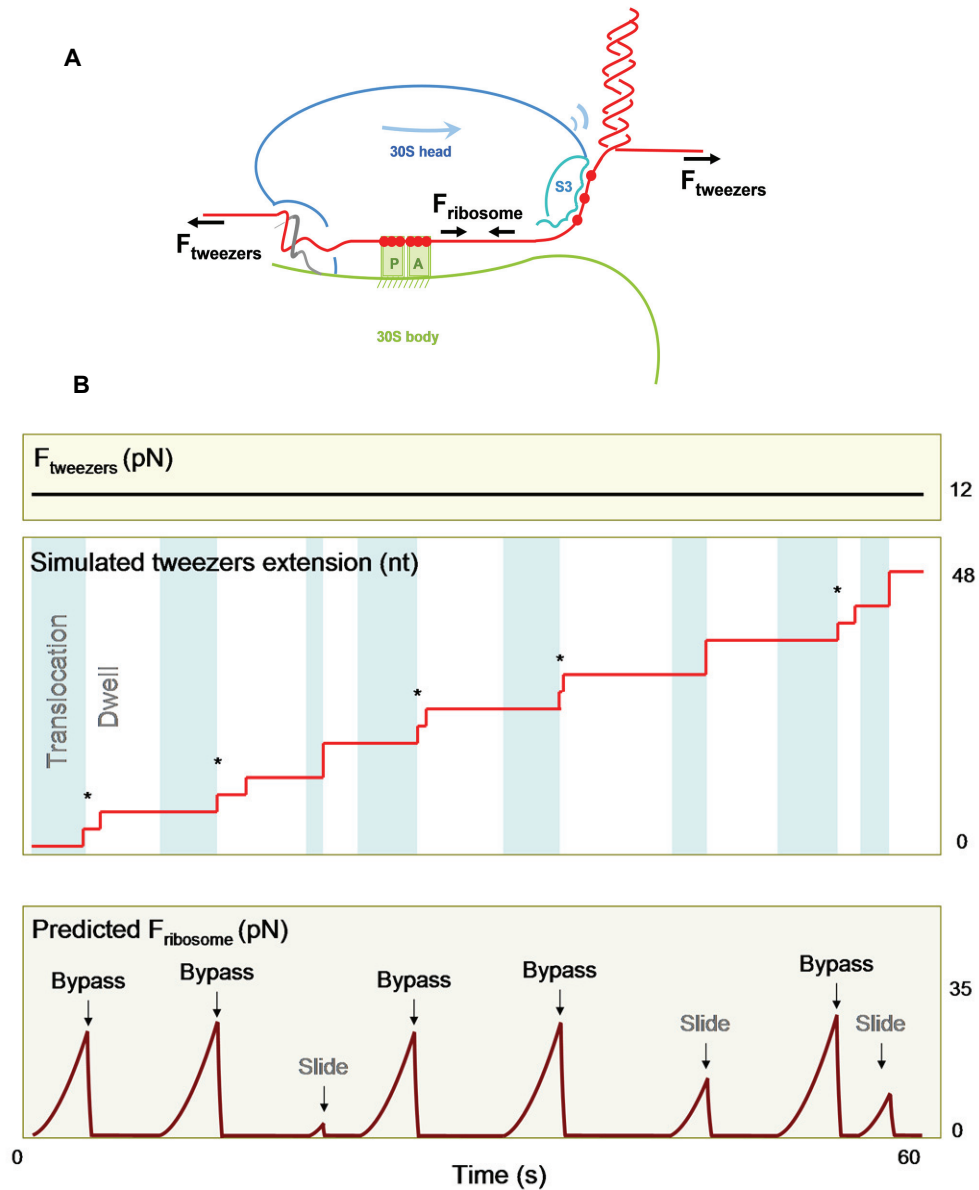 A
30S head
S3
F tweezers
F ribosome
F tweezers
P A
30S body
B
F tweezers (pN)
12
Simulated tweezers extension (nt)
48
Translocation
Dwell
*
*
*
*
*
0
Predicted F ribosome (pN)
35
Bypass
Bypass
Slide
Bypass
Bypass
Slide
Bypass
Slide
0
0
60
Time (s)